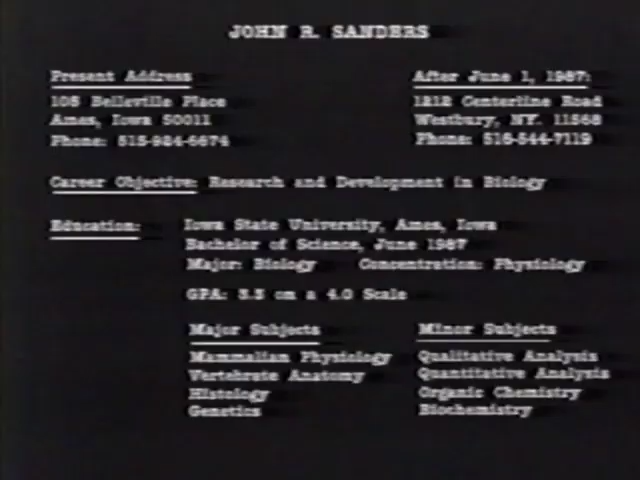 JOHN R. SANDERS
Present Address
After June 1, 1987:
105 Belleville Place
1212 Centerline Road
Ames, Iowa 50011
Westbury, NY. 11568
Phone: 515-924-6674
Phone: 516-544-7119
Career Objective: Research and Development in Biology
Education: Iowa State University, Ames, Iowa
Bachelor of Science, June 1987
Major: Biology Concentration: Physiology
GPA: 3.5 on a 4.0 Scale
Major Subjects
Minor Subjects
Mammalian Physiology
Qualitative Analysis
Vertebrate Anatomy
Quantitative Analysis
Histology
Organic Chemistry
Genetics
Biochemistry